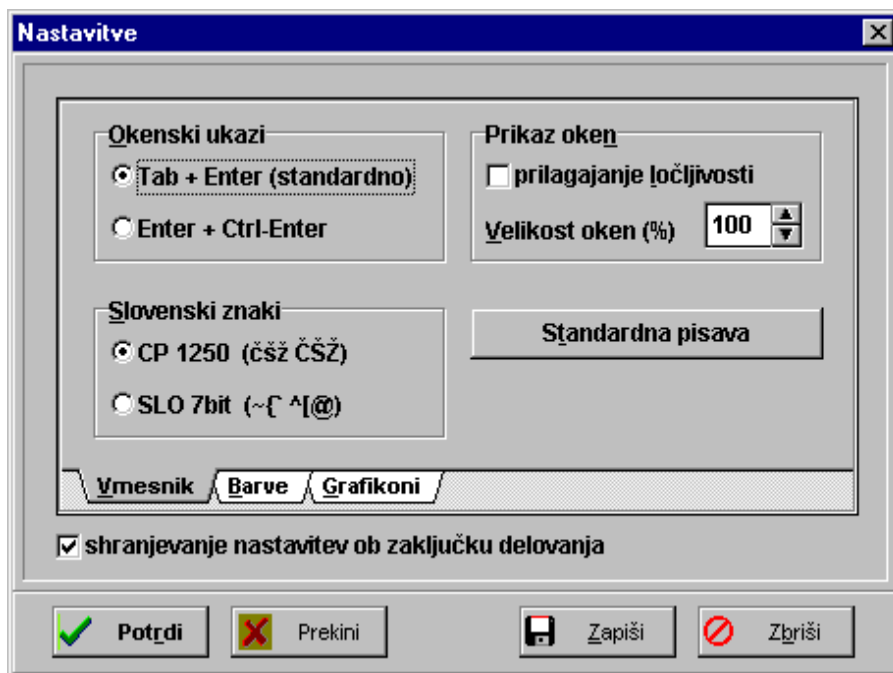 Nastavitve
Okenski ukazi
Tab + Enter (standardno)
Enter + Ctrl-Enter
Prikaz oken
prilagajanje ločljivosti
Velikost oken (%) 100
Slovenski znaki
CP 1250 (čšž ČŠŽ)
SLO 7bit (~{` ^[@)
Standardna pisava
Vmesnik Barve Grafikoni
shranjevanje nastavitev ob zaključku delovanja
Potrdi Prekini Zapiši Zbriši